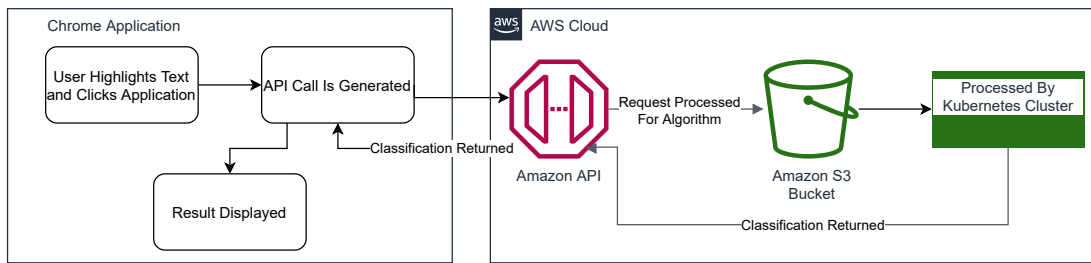 Chrome Application
User Highlights Text
and Clicks Application
API Call Is Generated
Result Displayed
Classification Returned
aws
AWS Cloud
Amazon API
Request Processed
For Algorithm
Amazon S3
Bucket
Processed By
Kubernetes Cluster
Classification Returned